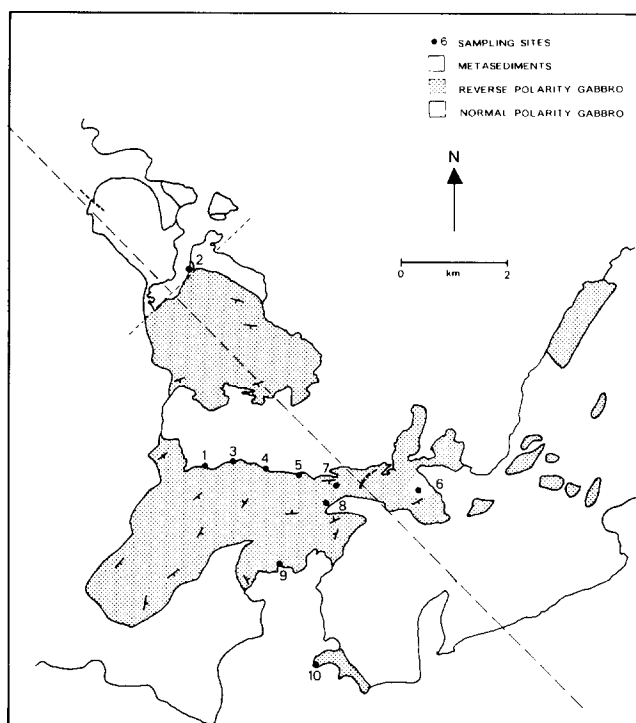 6 SAMPLING SITES
METASEDIMENTS
REVERSE POLARITY GABBRO
NORMAL POLARITY GABBRO
N
0 2
km
2
1 3 4 5 7 6
8
9
10